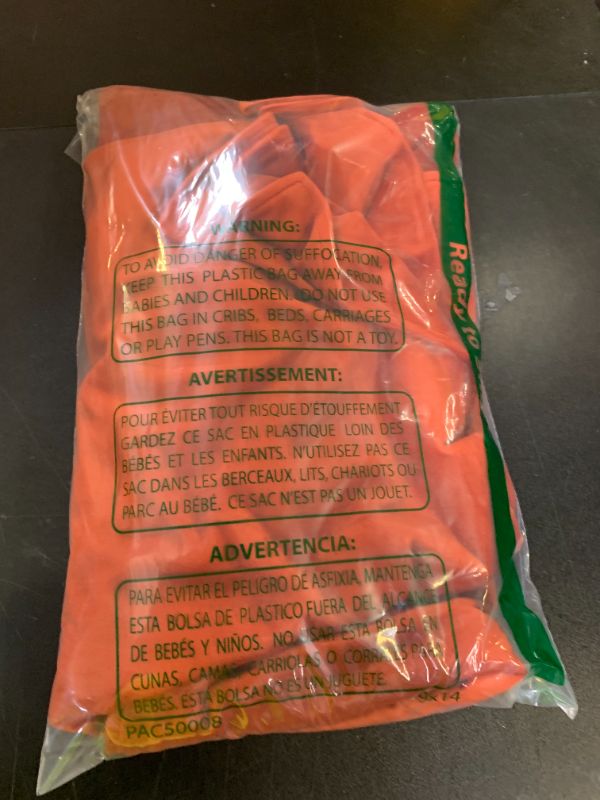 WARNING:
TO AVOID DANGER OF SUFFOCATION,
KEEP THIS PLASTIC BAG AWAY FROM
BABIES AND CHILDREN. DO NOT USE
THIS BAG IN CRIBS, BEDS, CARRIAGES
OR PLAY PENS. THIS BAG IS NOT A TOY.
AVERTISSEMENT:
POUR ÉVITER TOUT RISQUE D'ÉTOUFFEMENT
GARDEZ CE SAC EN PLASTIQUE LOIN DES
BÉBÉS ET LES ENFANTS. N'UTILISEZ PAS CE
SAC DANS LES BERCEAUX, LITS, CHARIOTS OU
PARC AU BÉBÉ. CE SAC N'EST PAS UN JOUET.
ADVERTENCIA:
PARA EVITAR EL PELIGRO DE ASFIXIA, MANTENGA
ESTA BOLSA DE PLASTICO FUERA DEL ALCANCE
DE BEBÉS Y NIÑOS. NO USAR ESTA BOLSA EN
CUNAS, CAMAS, CARRIOLAS O CORRALES PARA
BEBÉS. ESTA BOLSA NO ES UN JUGUETE.
PAC50008
9x14
Ready to